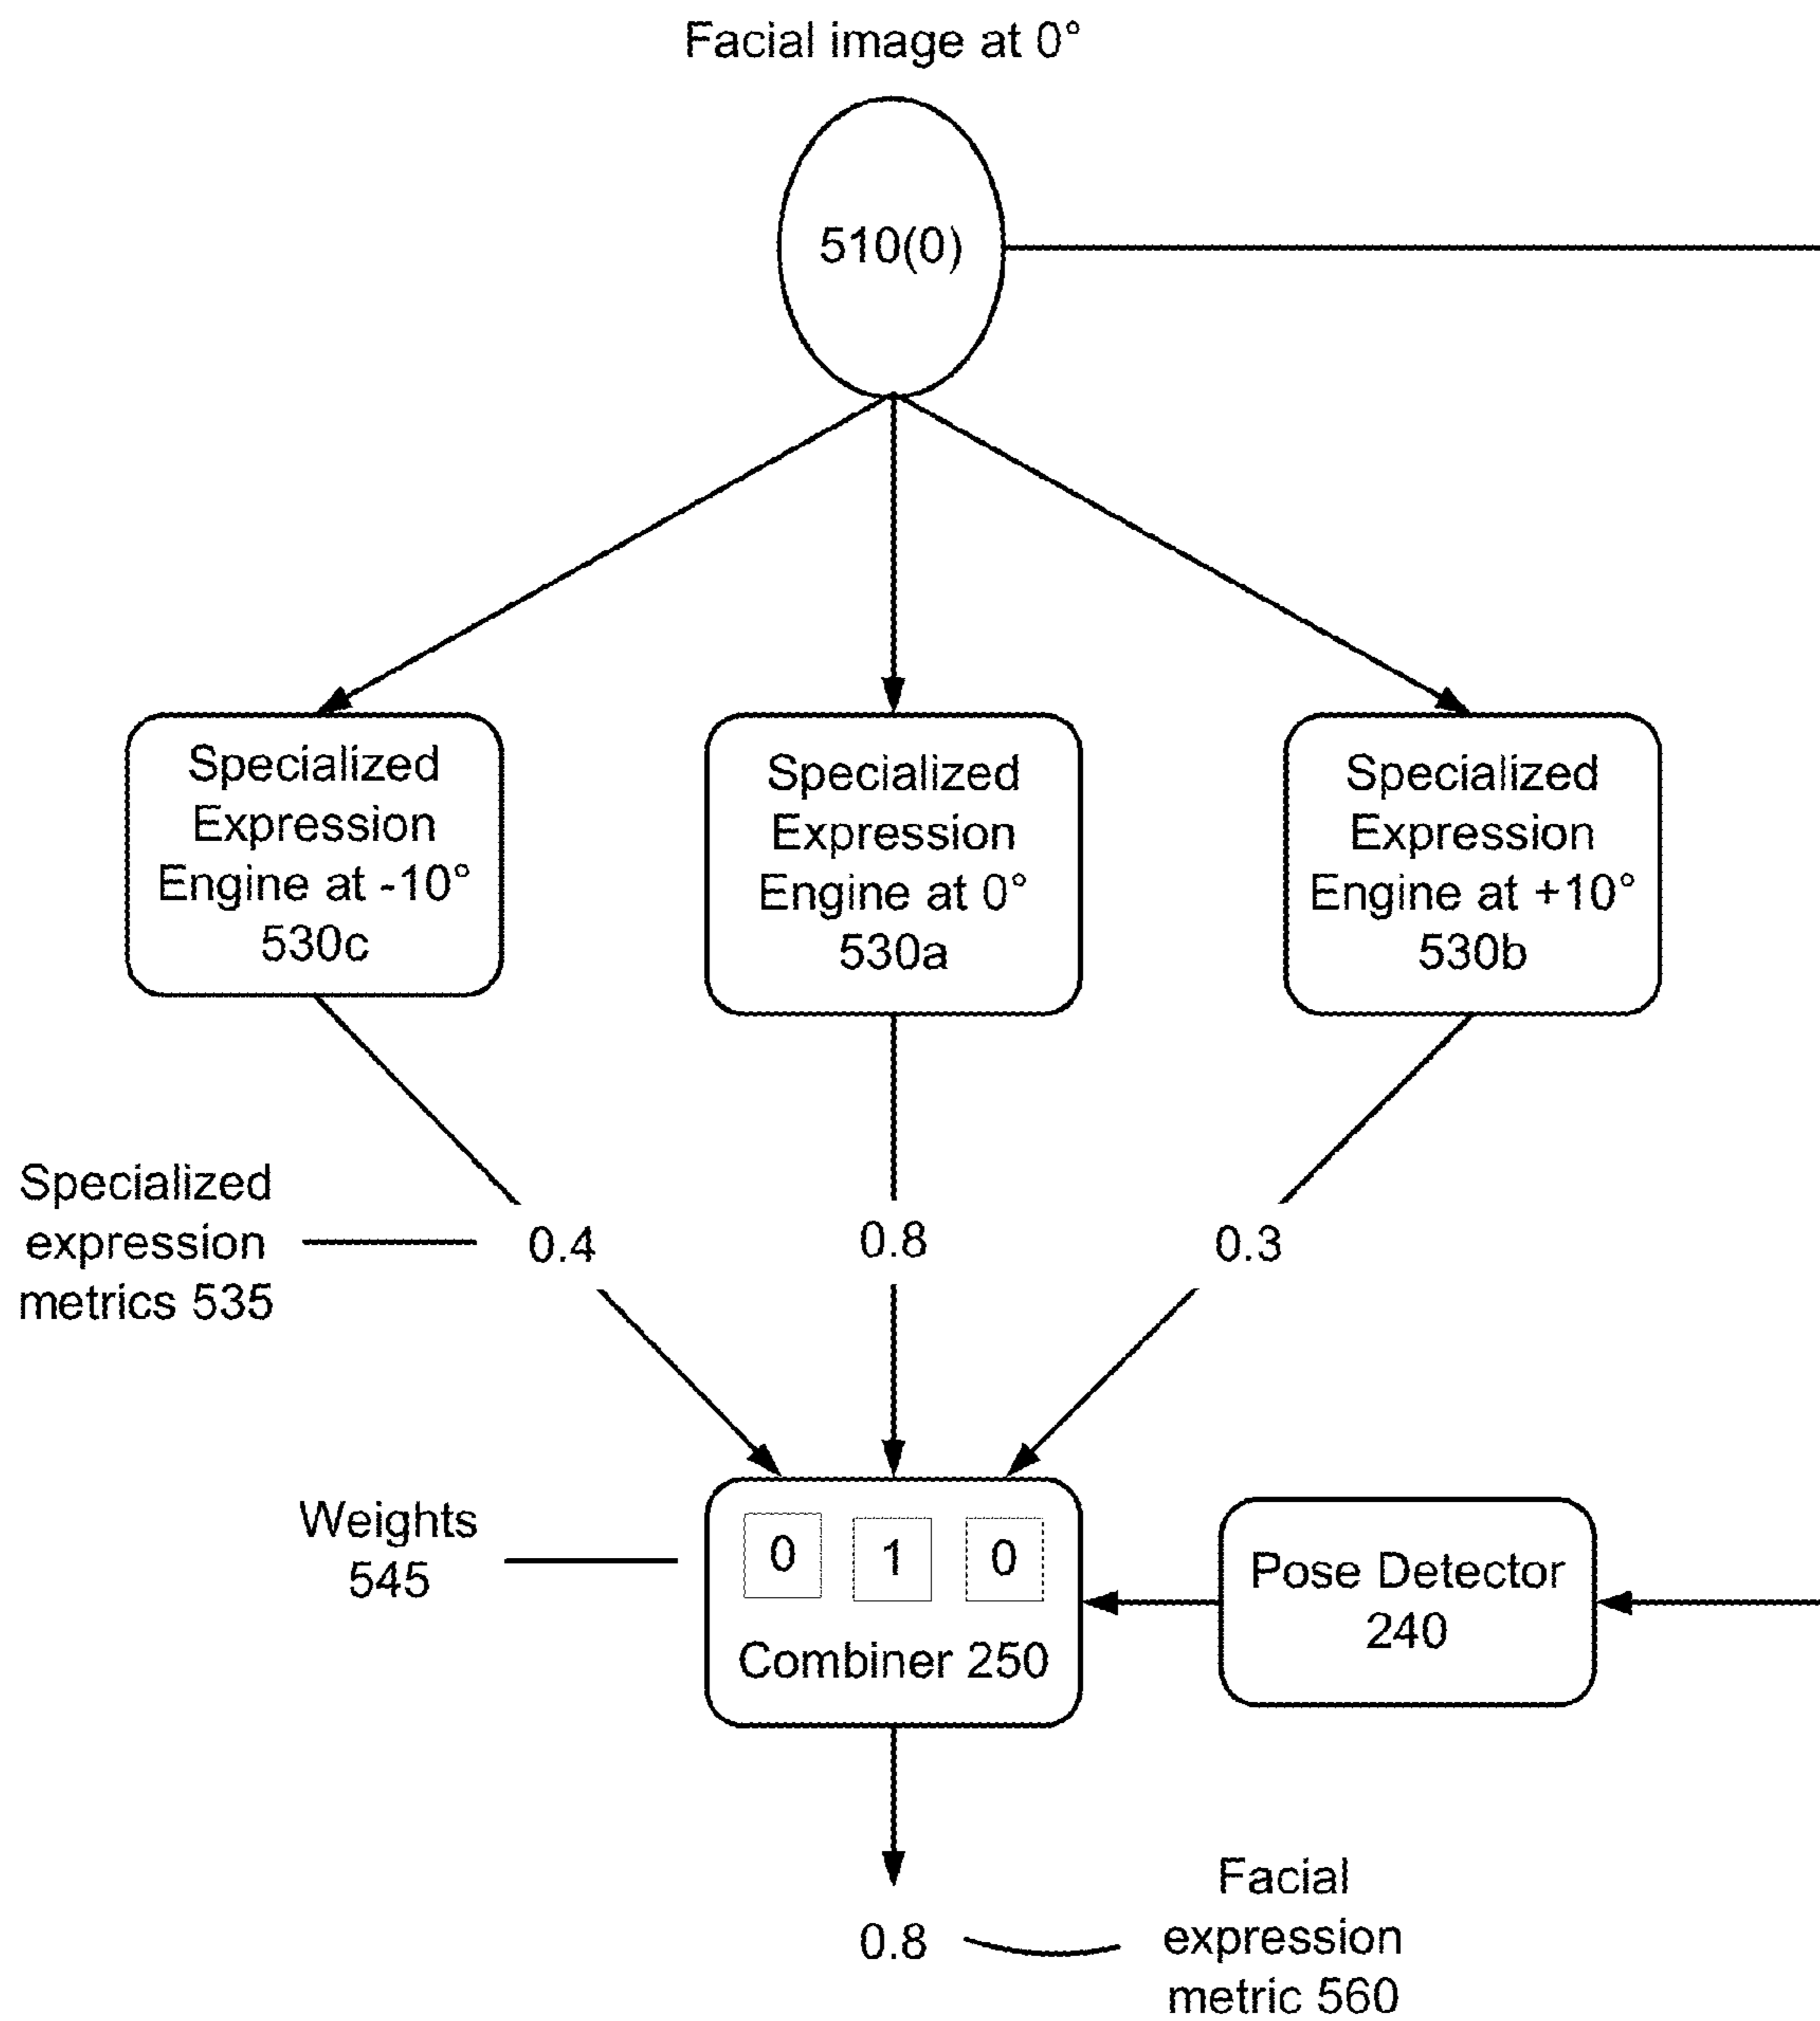 Facial image at 0°
510(0)
Specialized
Expression
Engine at -10°
530c
Specialized
Expression
Engine at 0°
530a
Specialized
Expression
Engine at +10°
530b
Specialized
expression
metrics 535
0.4
0.8
0.3
Weights
545
0 1 0
Combiner 250
Pose Detector
240
0.8
Facial
expression
metric 560